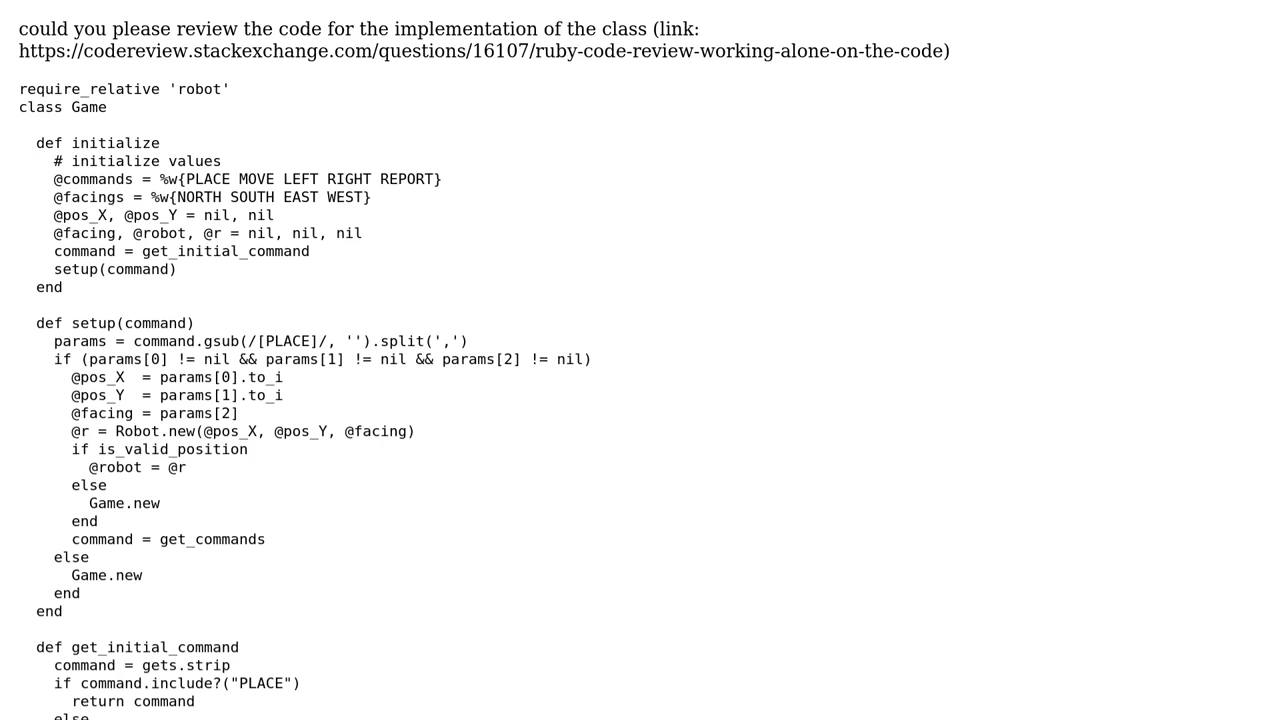 could you please review the code for the implementation of the class (link:
https://codereview.stackexchange.com/questions/16107/ruby-code-review-working-alone-on-the-code)
require_relative 'robot'
class Game
  def initialize
    # initialize values
    @commands = %w{PLACE MOVE LEFT RIGHT REPORT}
    @facings = %w{NORTH SOUTH EAST WEST}
    @pos_X, @pos_Y = nil, nil
    @facing, @robot, @r = nil, nil, nil
    command = get_initial_command
    setup(command)
  end
  def setup(command)
    params = command.gsub(/[PLACE]/, '').split(',')
    if (params[0] != nil && params[1] != nil && params[2] != nil)
      @pos_X  = params[0].to_i
      @pos_Y  = params[1].to_i
      @facing = params[2]
      @r = Robot.new(@pos_X, @pos_Y, @facing)
      if is_valid_position
        @robot = @r
      else
        Game.new
      end
      command = get_commands
    else
      Game.new
    end
  end
  def get_initial_command
    command = gets.strip
    if command.include?("PLACE")
      return command
    else